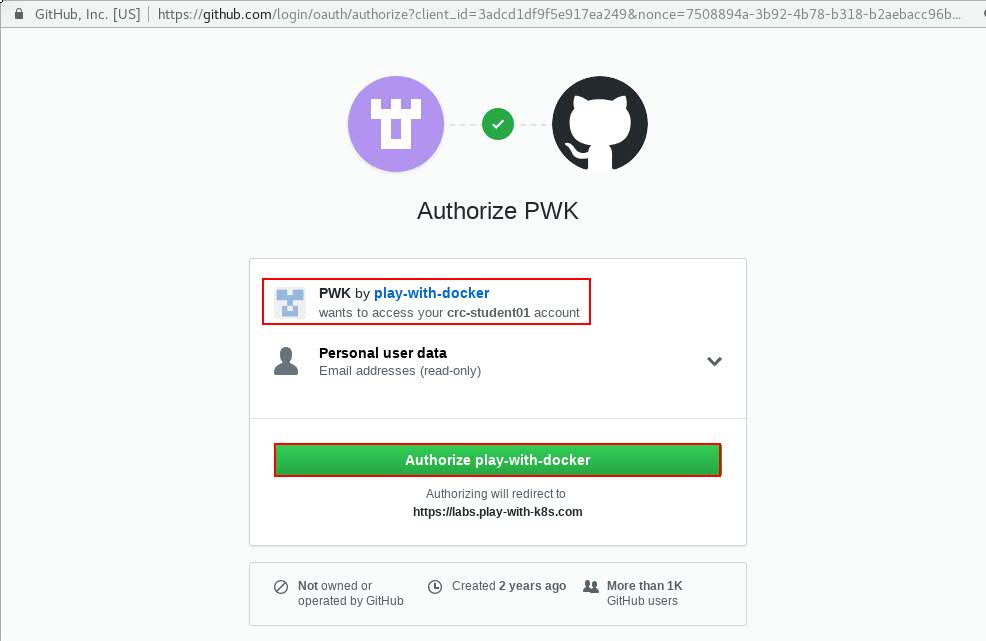 GitHub, Inc. [US] https://github.com/login/oauth/authorize?client_id=3adcd1df9f5e917ea249&nonce=7508894a-3b92-4b78-b318-b2aebacc96b...
Authorize PWK
PWK by play-with-docker
wants to access your crc-student01 account
Personal user data
Email addresses (read-only)
Authorize play-with-docker
Authorizing will redirect to
https://labs.play-with-k8s.com
Not owned or
operated by GitHub
Created 2 years ago
More than 1K
GitHub users